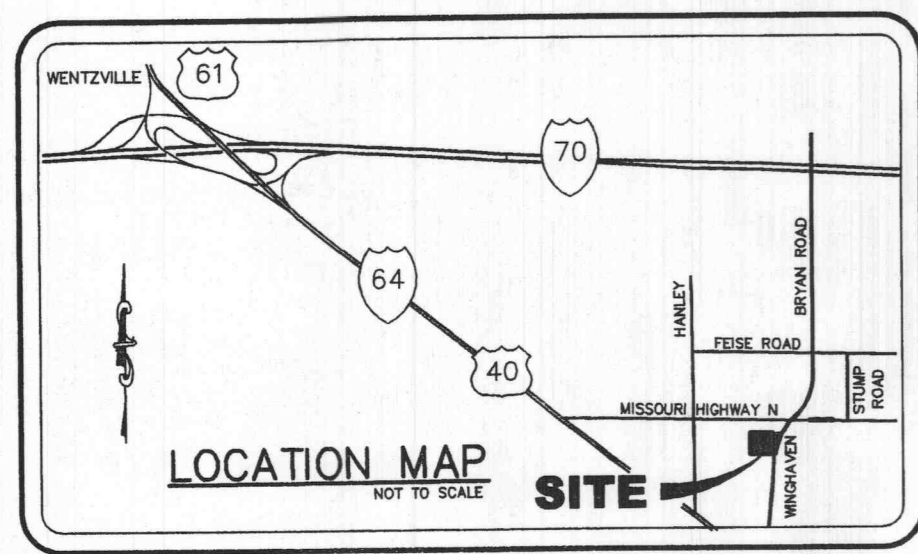 WENTZVILLE
61
70
64
40
HANLEY
BRYAN ROAD
FEISE ROAD
STUMP
ROAD
MISSOURI HIGHWAY N
WINGHAVEN
LOCATION MAP
NOT TO SCALE
SITE